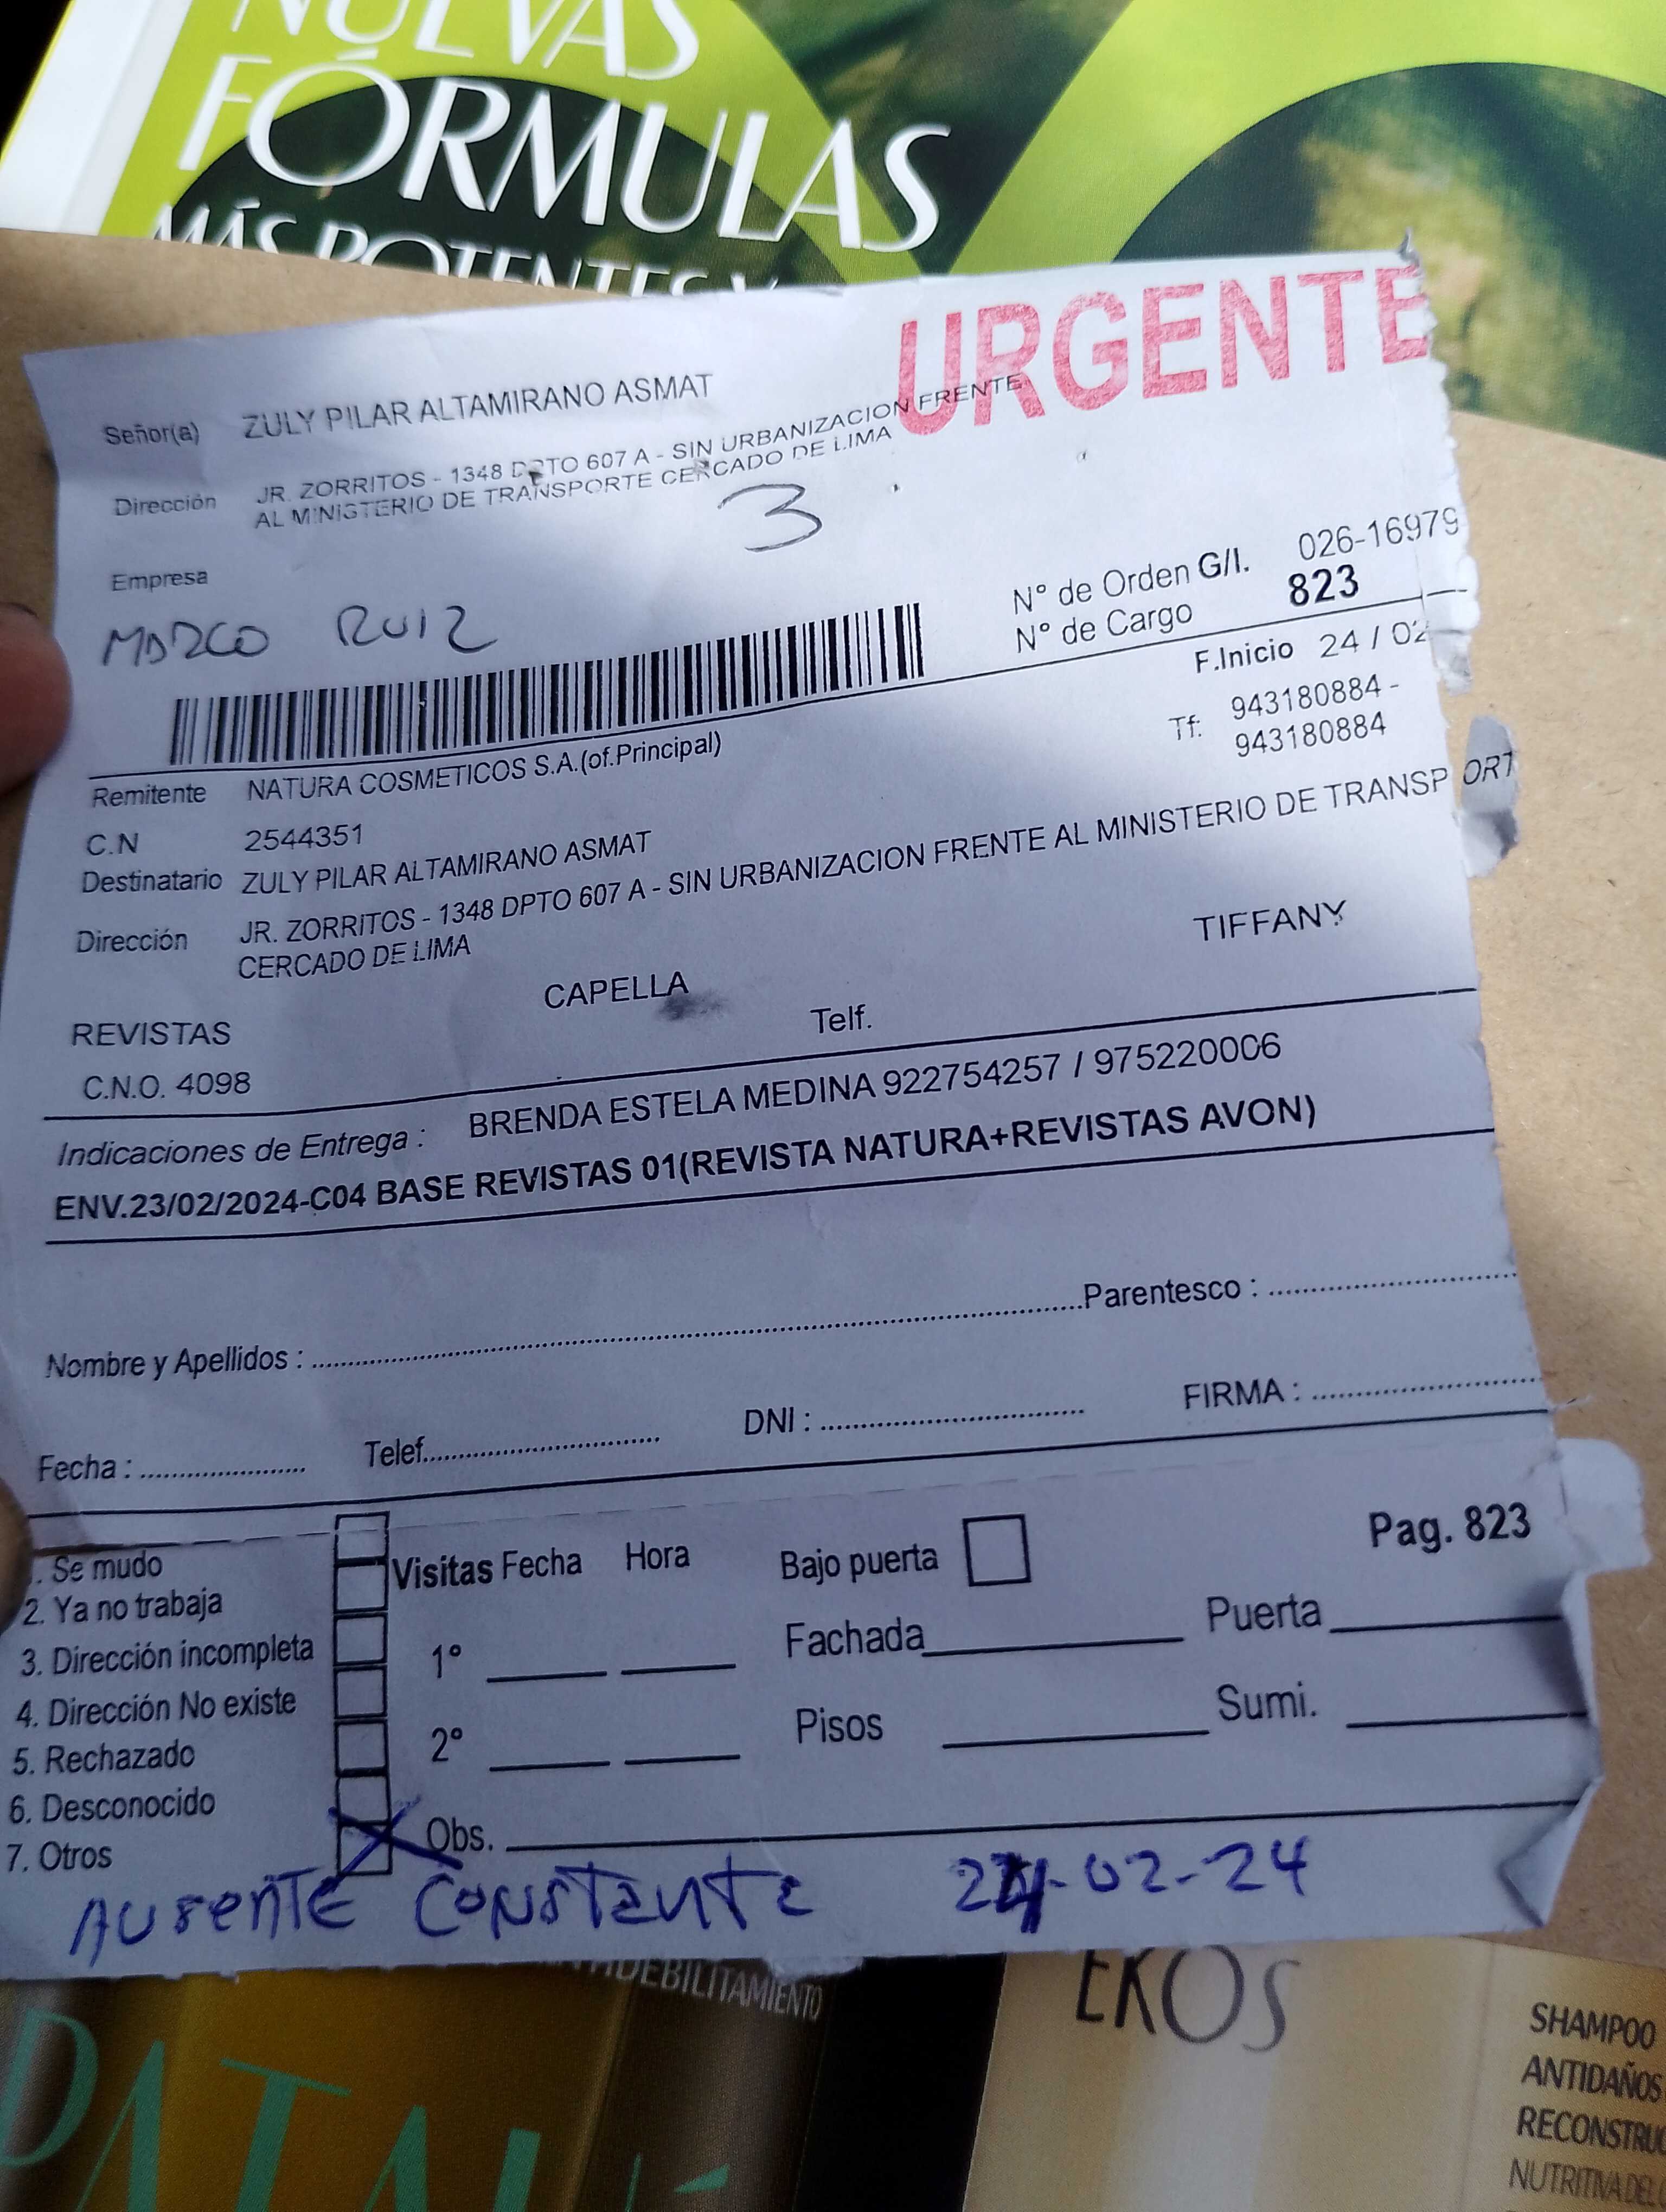 NUEVAS
FÓRMULAS
MÁS POTENTES Y
URGENTE
Señor(a) ZULY PILAR ALTAMIRANO ASMAT
Dirección JR. ZORRITOS - 1348 DPTO 607 A - SIN URBANIZACION FRENTE
AL MINISTERIO DE TRANSPORTE CERCADO DE LIMA
3
Empresa
MARCO RUIZ
N° de Orden G/I. 026-16979
N° de Cargo 823
F.Inicio 24 / 02
Tf: 943180884 -
943180884
Remitente NATURA COSMETICOS S.A.(of.Principal)
C.N 2544351
Destinatario ZULY PILAR ALTAMIRANO ASMAT
Dirección JR. ZORRITOS - 1348 DPTO 607 A - SIN URBANIZACION FRENTE AL MINISTERIO DE TRANSPORT
CERCADO DE LIMA
TIFFANY
CAPELLA
REVISTAS Telf.
C.N.O. 4098
Indicaciones de Entrega : BRENDA ESTELA MEDINA 922754257 / 975220006
ENV.23/02/2024-C04 BASE REVISTAS 01(REVISTA NATURA+REVISTAS AVON)
Nombre y Apellidos : Parentesco :
Fecha : Telef. DNI : FIRMA :
Pag. 823
. Se mudo
2. Ya no trabaja
3. Dirección incompleta
4. Dirección No existe
5. Rechazado
6. Desconocido
7. Otros
Visitas Fecha Hora
1°
2°
Obs.
Bajo puerta
Fachada Puerta
Pisos Sumi.
AUSENTE CONSTANTE 24-02-24
EKOS
SHAMPOO
ANTIDAÑOS